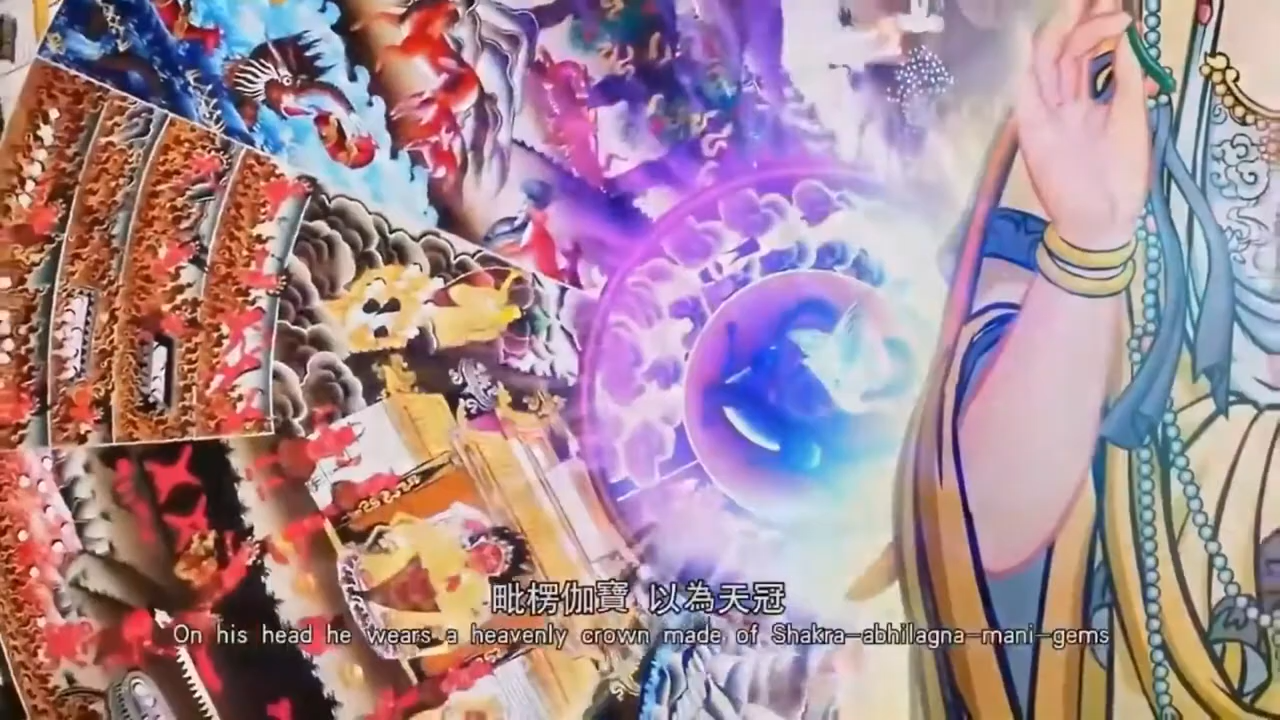 毗楞伽寶 以為天冠
On his head he wears a heavenly crown made of Shakra-abhilagna-mani-gems